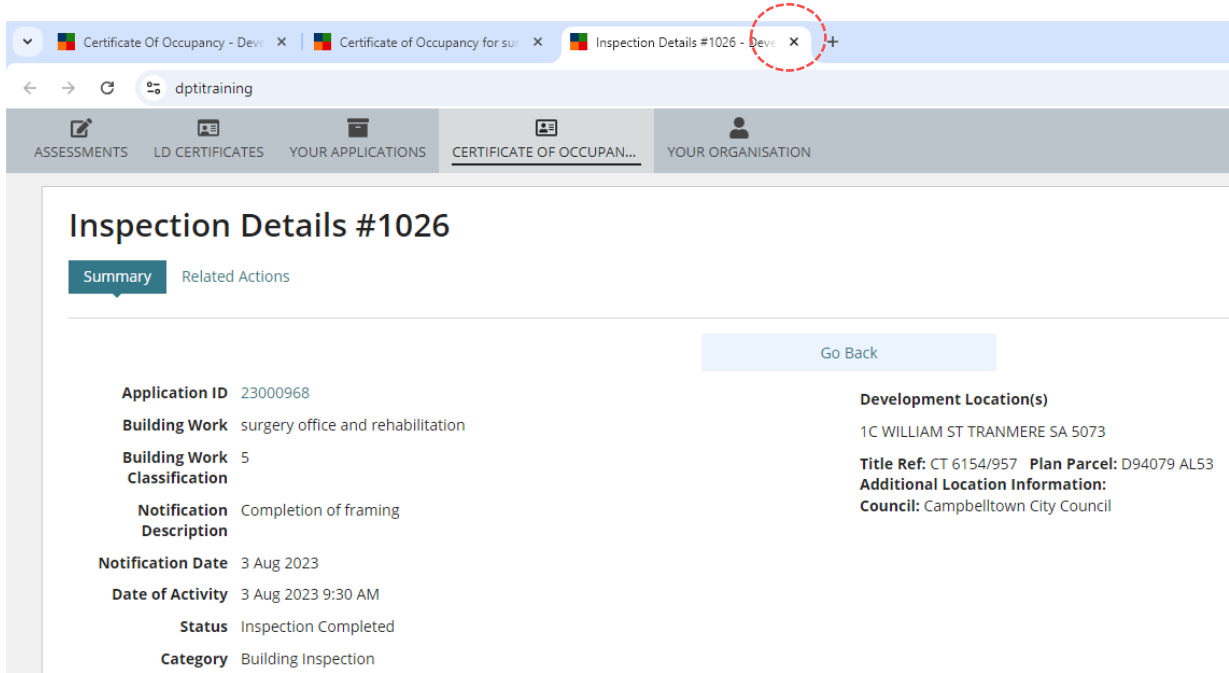 Certificate Of Occupancy - Deve
Certificate of Occupancy for sur
Inspection Details #1026 - Deve
dptitraining
ASSESSMENTS LD CERTIFICATES YOUR APPLICATIONS CERTIFICATE OF OCCUPAN... YOUR ORGANISATION
Inspection Details #1026
Summary Related Actions
Go Back
Application ID 23000968
Building Work surgery office and rehabilitation
Building Work 5
Classification
Notification Completion of framing
Description
Notification Date 3 Aug 2023
Date of Activity 3 Aug 2023 9:30 AM
Status Inspection Completed
Category Building Inspection
Development Location(s)
1C WILLIAM ST TRANMERE SA 5073
Title Ref: CT 6154/957 Plan Parcel: D94079 AL53
Additional Location Information:
Council: Campbelltown City Council